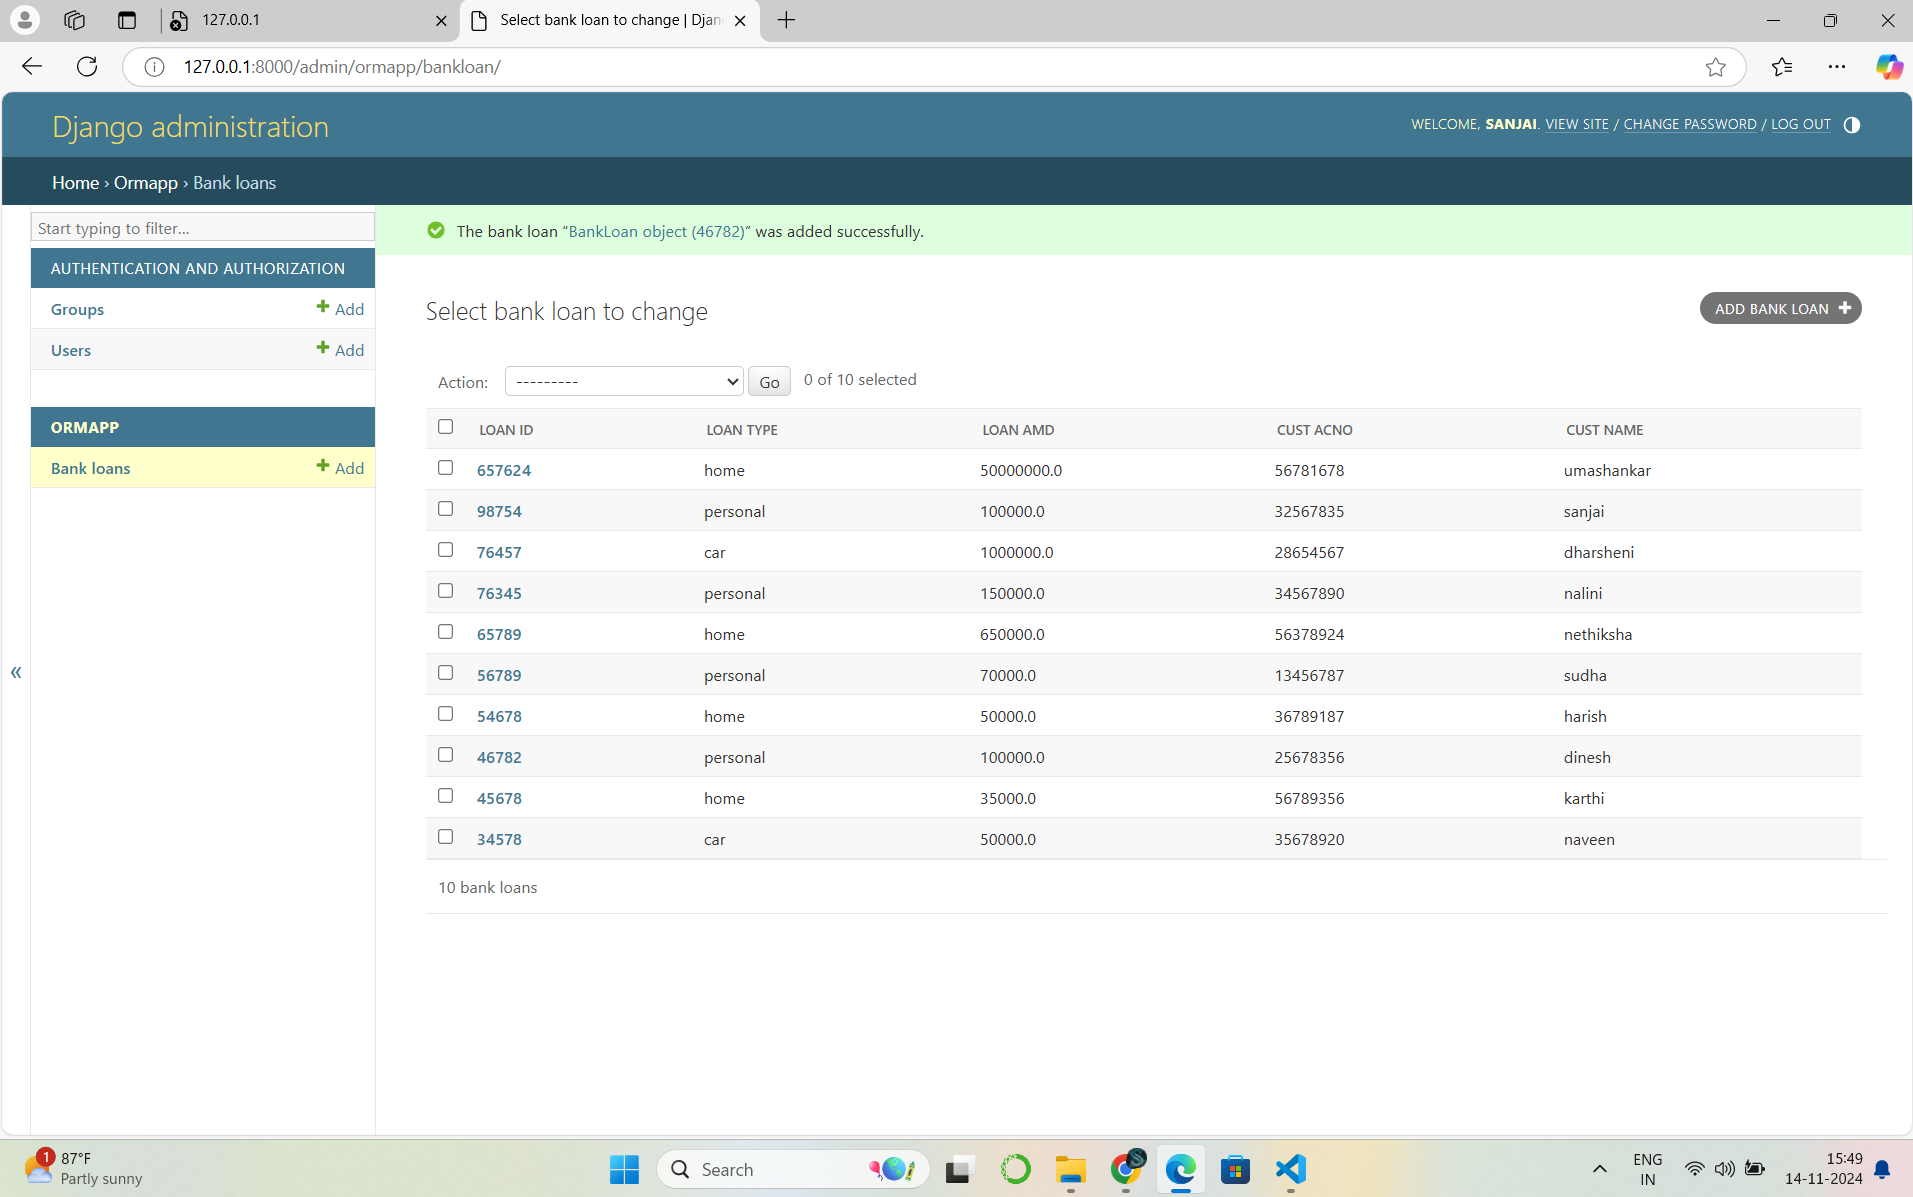 127.0.0.1
Select bank loan to change | Djan
127.0.0.1:8000/admin/ormapp/bankloan/
Django administration
WELCOME, SANJAI. VIEW SITE / CHANGE PASSWORD / LOG OUT
Home › Ormapp › Bank loans
Start typing to filter...
AUTHENTICATION AND AUTHORIZATION
Groups Add
Users Add
ORMAPP
Bank loans Add
«
The bank loan “BankLoan object (46782)” was added successfully.
Select bank loan to change
ADD BANK LOAN
Action: --------- Go 0 of 10 selected
LOAN ID LOAN TYPE LOAN AMD CUST ACNO CUST NAME
657624 home 50000000.0 56781678 umashankar
98754 personal 100000.0 32567835 sanjai
76457 car 1000000.0 28654567 dharsheni
76345 personal 150000.0 34567890 nalini
65789 home 650000.0 56378924 nethiksha
56789 personal 70000.0 13456787 sudha
54678 home 50000.0 36789187 harish
46782 personal 100000.0 25678356 dinesh
45678 home 35000.0 56789356 karthi
34578 car 50000.0 35678920 naveen
10 bank loans
1
87°F
Partly sunny
Search
ENG
IN
15:49
14-11-2024